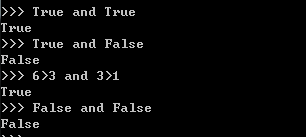 >>> True and True
True
>>> True and False
False
>>> 6>3 and 3>1
True
>>> False and False
False
>>>